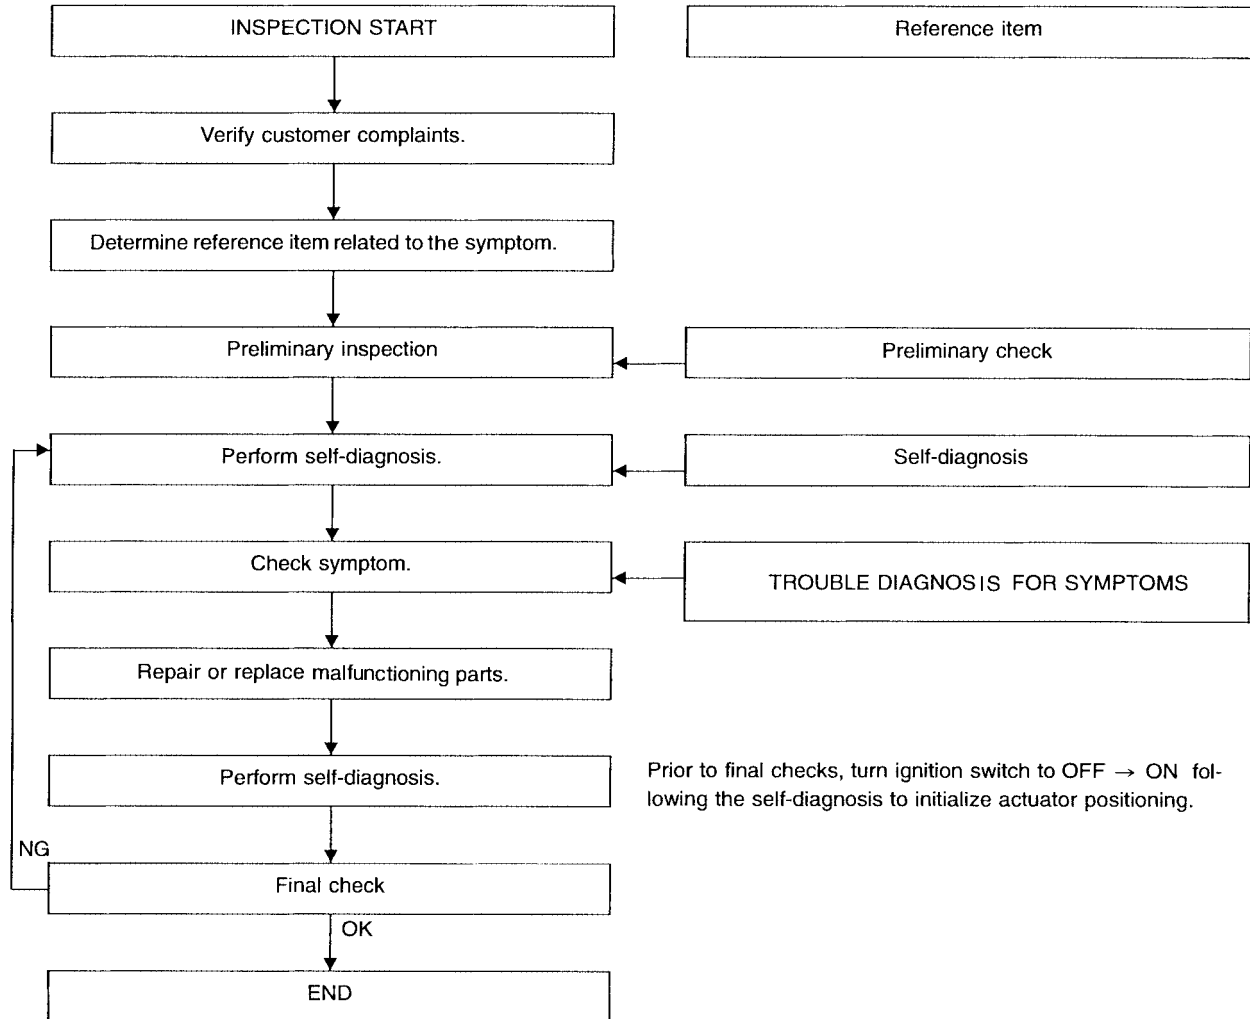 INSPECTION START
Reference item
Verify customer complaints.
Determine reference item related to the symptom.
Preliminary inspection
Preliminary check
Perform self-diagnosis.
Self-diagnosis
Check symptom.
TROUBLE DIAGNOSIS FOR SYMPTOMS
Repair or replace malfunctioning parts.
Perform self-diagnosis.
Prior to final checks, turn ignition switch to OFF → ON fol-
lowing the self-diagnosis to initialize actuator positioning.
NG
Final check
OK
END